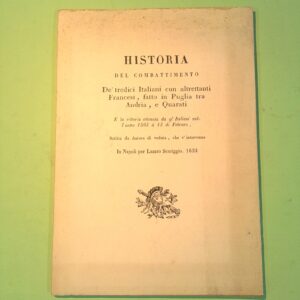 HISTORIA
DEL COMBATTIMENTO
De' tredici Italiani con altrettanti
Francesi, fatto in Puglia tra
Andria, e Quarati
E la vittoria ottenuta da gl' Italiani nel-
l'anno 1503 a 13 di Febraro,
Scritta da Autore di veduta, che v'intervenne
In Napoli per Lazaro Scoriggio. 1633